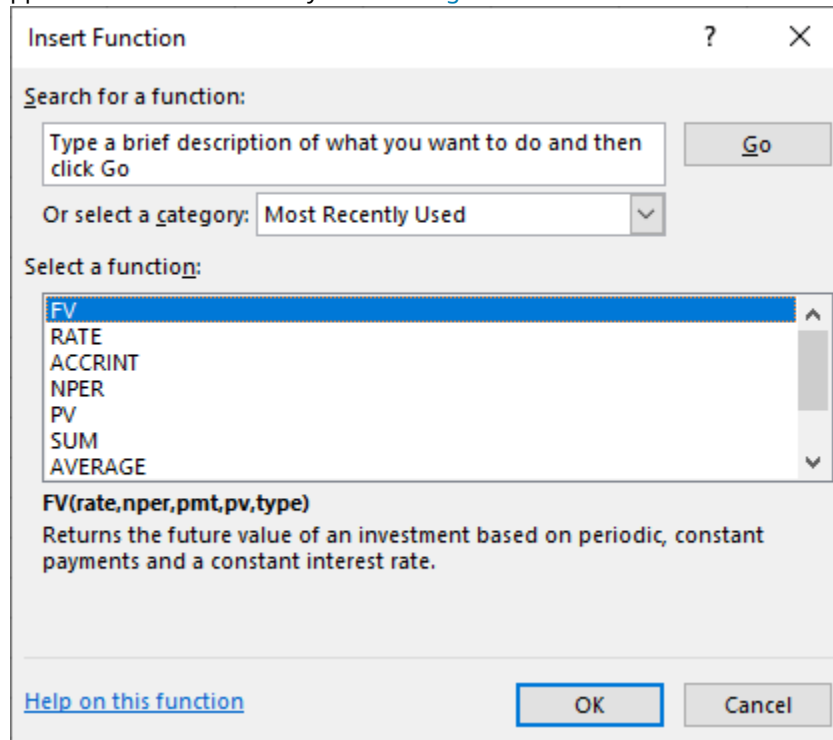 Insert Function
?
Search for a function:
Type a brief description of what you want to do and then
click Go
Go
Or select a category: Most Recently Used
Select a function:
FV
RATE
ACCRINT
NPER
PV
SUM
AVERAGE
FV(rate,nper,pmt,pv,type)
Returns the future value of an investment based on periodic, constant
payments and a constant interest rate.
Help on this function
OK
Cancel